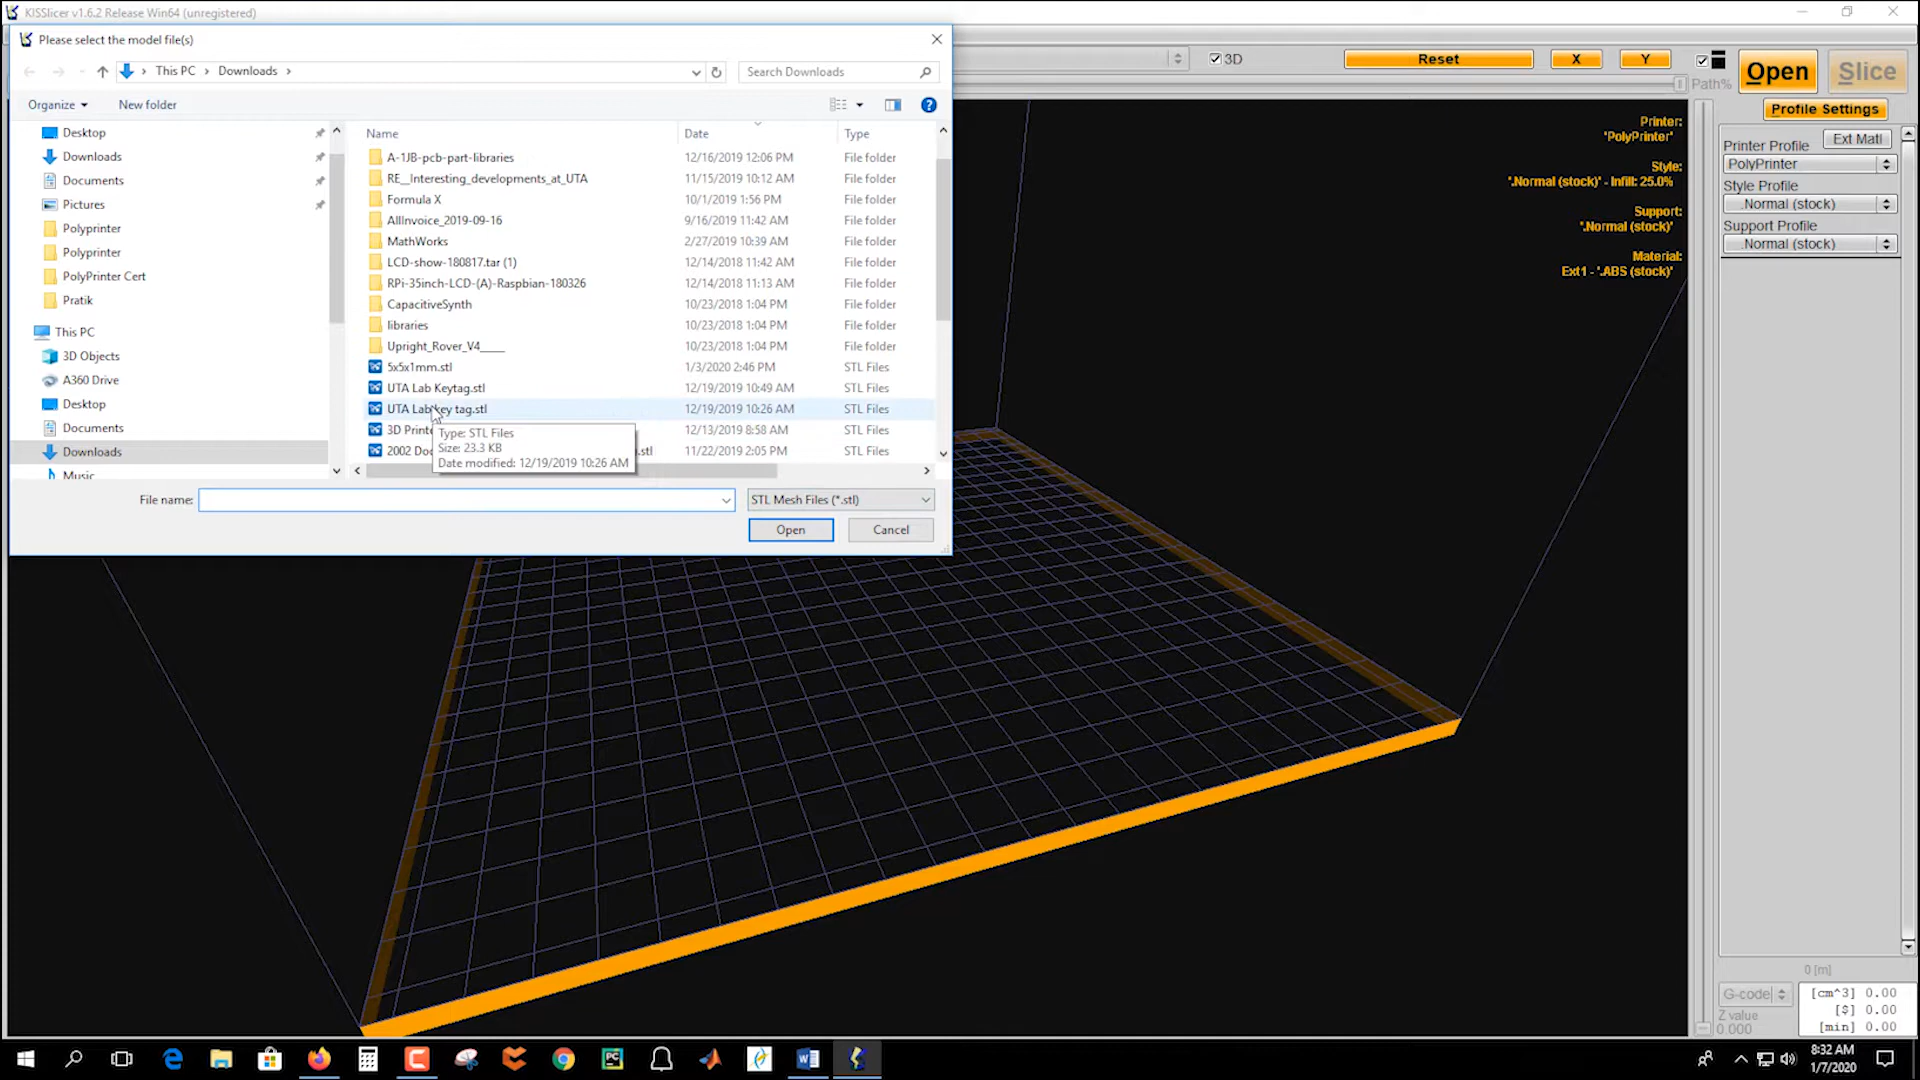 KISSlicer v1.6.2 Release Win64 (unregistered)
Please select the model file(s)
This PC > Downloads >
Search Downloads
Organize
New folder
Desktop
Downloads
Documents
Pictures
Polyprinter
Polyprinter
PolyPrinter Cert
Pratik
This PC
3D Objects
A360 Drive
Desktop
Documents
Downloads
Music
Name Date Type
A-1JB-pcb-part-libraries 12/16/2019 12:06 PM File folder
RE__Interesting_developments_at_UTA 11/15/2019 10:12 AM File folder
Formula X 10/1/2019 1:56 PM File folder
AllInvoice_2019-09-16 9/16/2019 11:42 AM File folder
MathWorks 2/27/2019 10:39 AM File folder
LCD-show-180817.tar (1) 12/14/2018 11:42 AM File folder
RPi-35inch-LCD-(A)-Raspbian-180326 12/14/2018 11:13 AM File folder
CapacitiveSynth 10/23/2018 1:04 PM File folder
libraries 10/23/2018 1:04 PM File folder
Upright_Rover_V4____ 10/23/2018 1:04 PM File folder
5x5x1mm.stl 1/3/2020 2:46 PM STL Files
UTA Lab Keytag.stl 12/19/2019 10:49 AM STL Files
UTA Lab key tag.stl 12/19/2019 10:26 AM STL Files
3D Printe 12/13/2019 8:58 AM STL Files
2002 .stl 11/22/2019 2:05 PM STL Files
Type: STL Files
Size: 23.3 KB
Date modified: 12/19/2019 10:26 AM
File name:
STL Mesh Files (*.stl)
Open
Cancel
3D
Reset
X
Y
Path%
Open
Slice
Profile Settings
Printer:
'PolyPrinter'
Style:
'.Normal (stock)' - Infill: 25.0%
Support:
'.Normal (stock)'
Material:
Ext1 - '.ABS (stock)'
Printer Profile
Ext Matl
PolyPrinter
Style Profile
.Normal (stock)
Support Profile
.Normal (stock)
0 [m]
G-code
Z value
0.000
[cm^3] 0.00
[$] 0.00
[min] 0.00
8:32 AM
1/7/2020